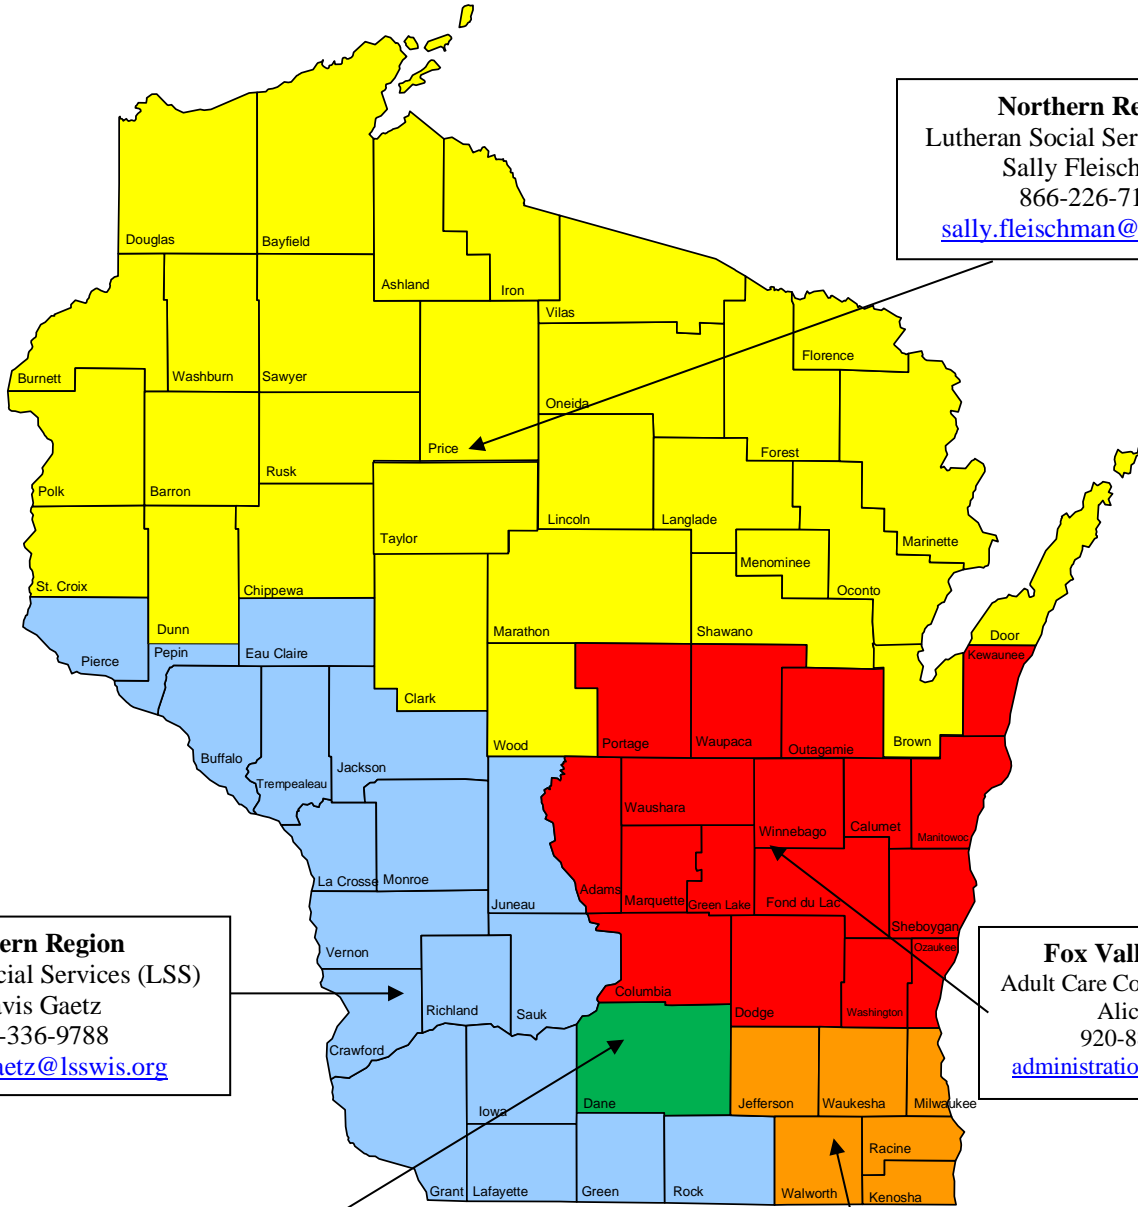 Northern Re
Lutheran Social Ser
Sally Fleisch
866-226-71
sally.fleischman@
Douglas
Bayfield
Ashland
Iron
Vilas
Florence
Burnett
Washburn
Sawyer
Oneida
Price
Forest
Polk
Barron
Rusk
Lincoln
Langlade
Taylor
Marinette
Menominee
St. Croix
Chippewa
Oconto
Dunn
Marathon
Shawano
Door
Pierce
Pepin
Eau Claire
Kewaunee
Clark
Wood
Portage
Waupaca
Outagamie
Brown
Buffalo
Trempealeau
Jackson
Waushara
Winnebago
Calumet
Manitowoc
La Crosse
Monroe
Juneau
Adams
Marquette
Green Lake
Fond du Lac
Sheboygan
ern Region
cial Services (LSS)
avis Gaetz
-336-9788
aetz@lsswis.org
Vernon
Richland
Sauk
Columbia
Dodge
Washington
Ozaukee
Fox Vall
Adult Care Co
Alic
920-8
administratio
Crawford
Iowa
Dane
Jefferson
Waukesha
Milwaukee
Grant
Lafayette
Green
Rock
Walworth
Racine
Kenosha